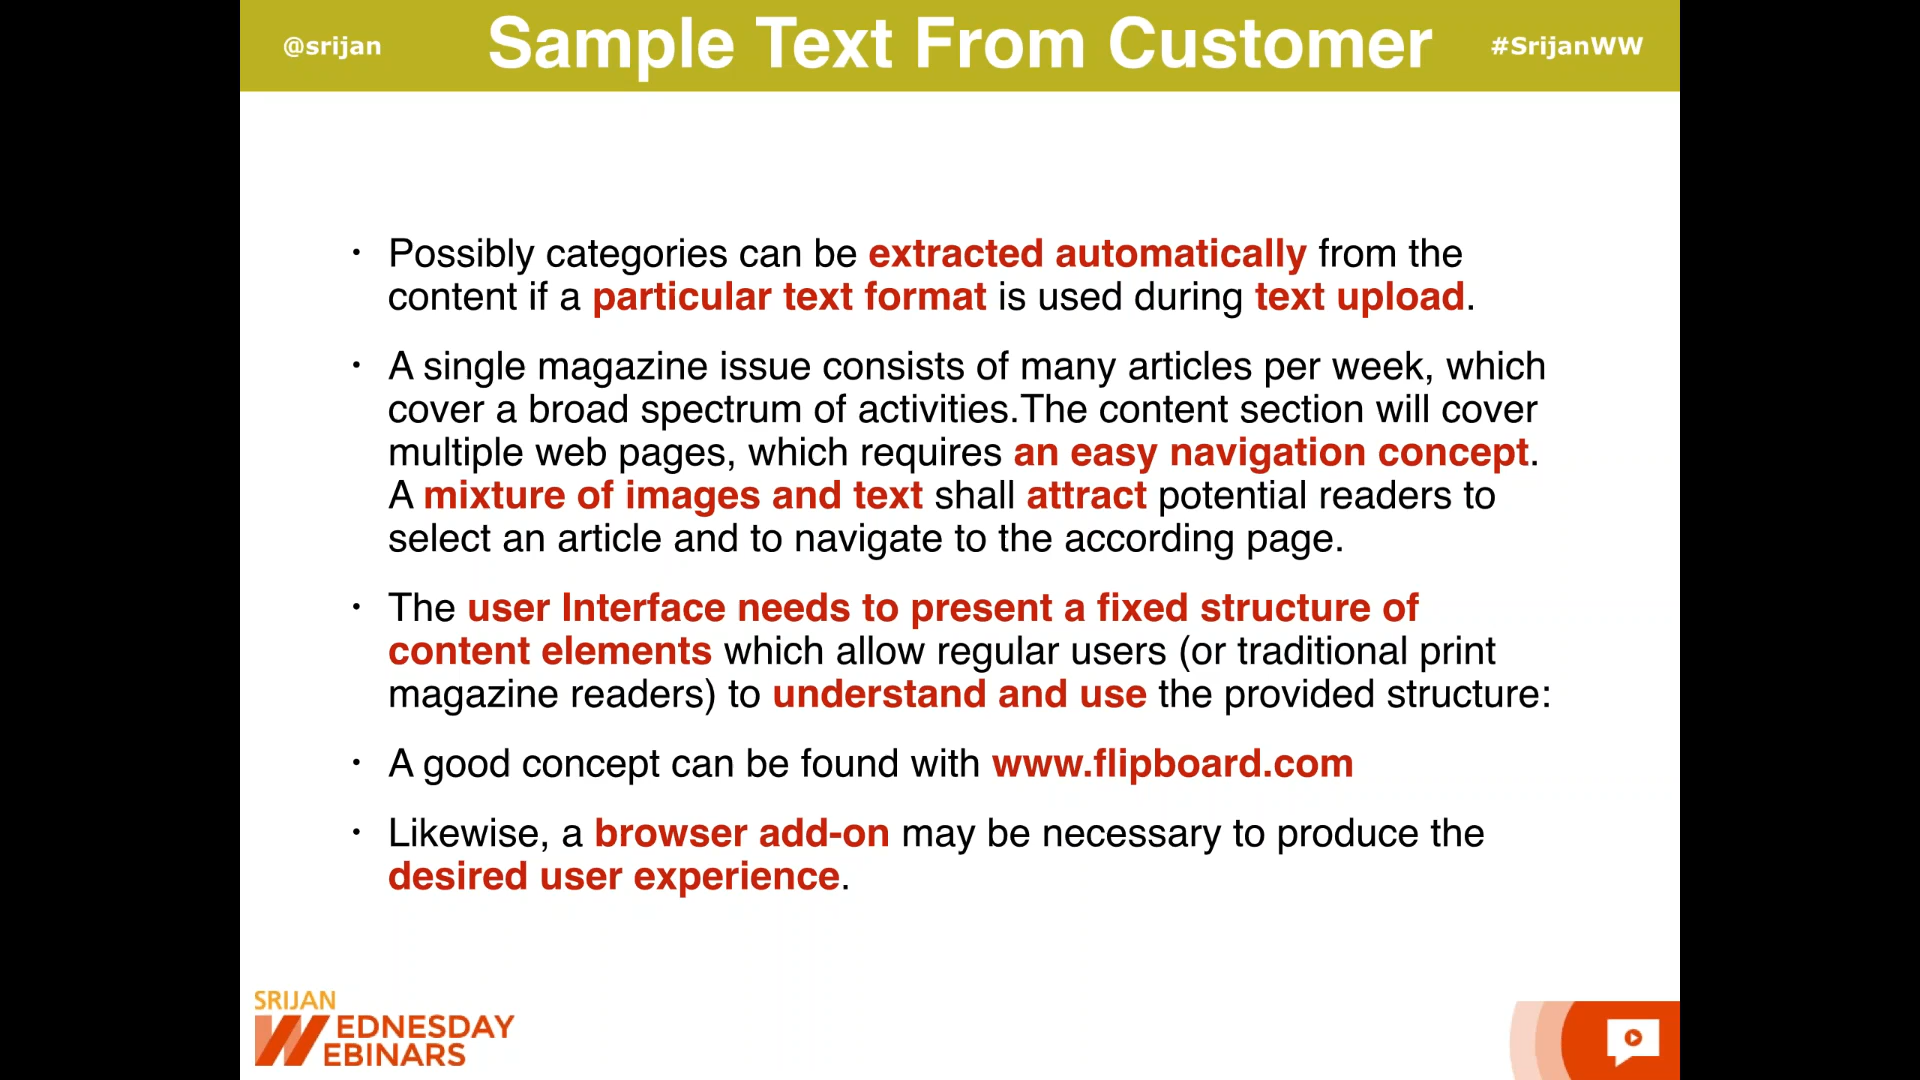 @srijan
Sample Text From Customer
#SrijanWW
• Possibly categories can be extracted automatically from the
content if a particular text format is used during text upload.
• A single magazine issue consists of many articles per week, which
cover a broad spectrum of activities.The content section will cover
multiple web pages, which requires an easy navigation concept.
A mixture of images and text shall attract potential readers to
select an article and to navigate to the according page.
• The user Interface needs to present a fixed structure of
content elements which allow regular users (or traditional print
magazine readers) to understand and use the provided structure:
• A good concept can be found with www.flipboard.com
• Likewise, a browser add-on may be necessary to produce the
desired user experience.
SRIJAN
WEDNESDAY
WEBINARS